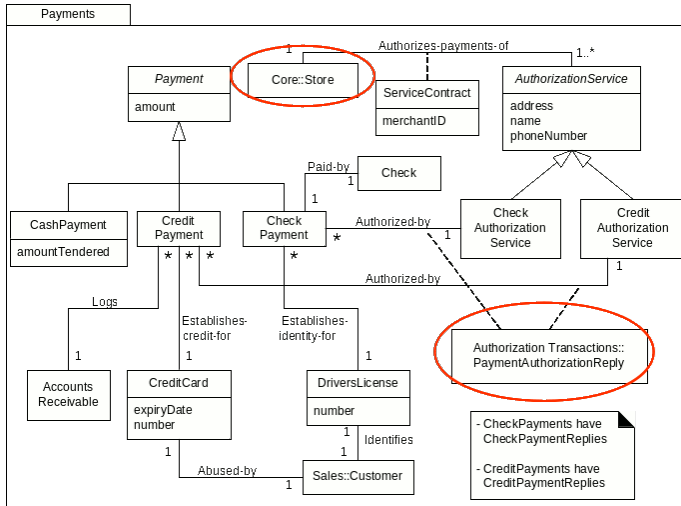 Payments
1
Authorizes-payments-of
1..*
Payment
amount
Core::Store
ServiceContract
merchantID
AuthorizationService
address
name
phoneNumber
Paid-by
1
1
Check
CashPayment
amountTendered
Credit
Payment
Check
Payment
Authorized-by
*
1
Check
Authorization
Service
Credit
Authorization
Service
*
*
*
*
1
Authorized-by
Logs
Establishes-
credit-for
Establishes-
identity-for
Authorization Transactions::
PaymentAuthorizationReply
1
1
1
Accounts
Receivable
CreditCard
expiryDate
number
DriversLicense
number
1
1
Identifies
1
Abused-by
1
Sales::Customer
- CheckPayments have
CheckPaymentReplies
- CreditPayments have
CreditPaymentReplies